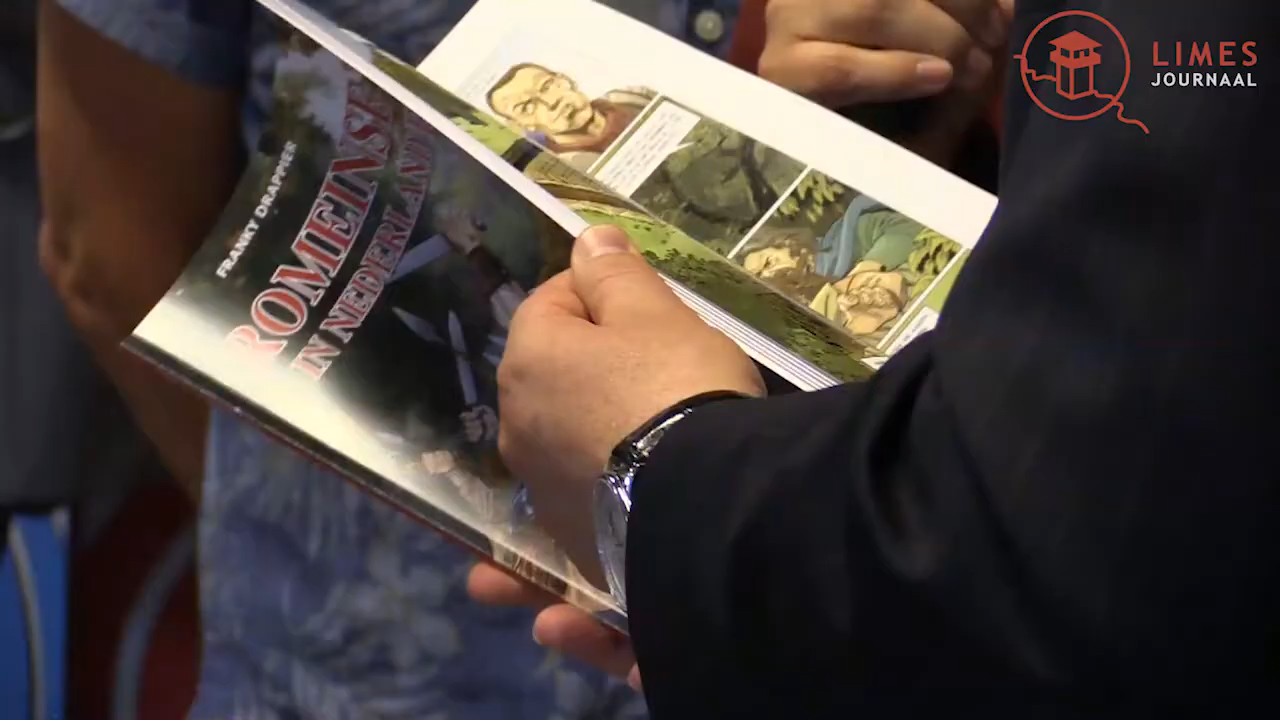 LIMES
JOURNAAL
FRANKY DRAPPIER
ROMEINSE
IN NEDERLAND